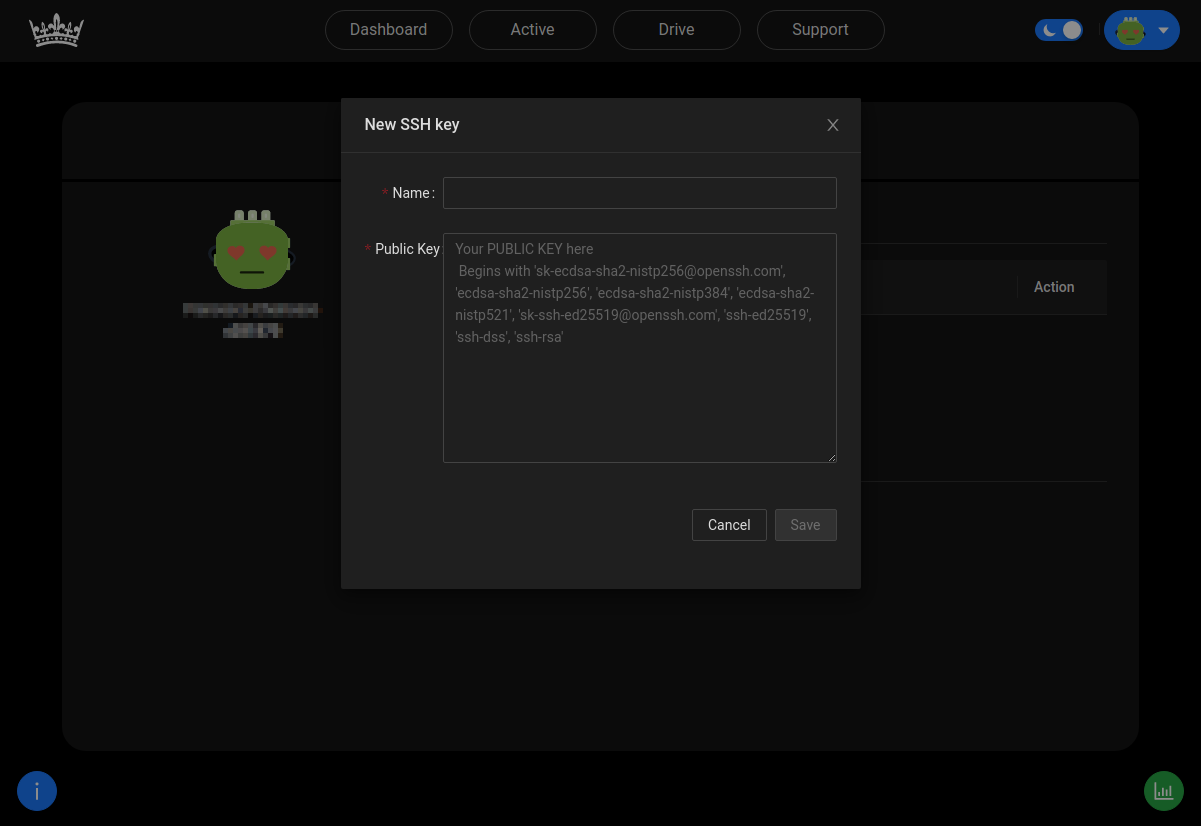 Dashboard
Active
Drive
Support
New SSH key
* Name :
* Public Key
Your PUBLIC KEY here
Begins with 'sk-ecdsa-sha2-nistp256@openssh.com',
'ecdsa-sha2-nistp256', 'ecdsa-sha2-nistp384', 'ecdsa-sha2-
nistp521', 'sk-ssh-ed25519@openssh.com', 'ssh-ed25519',
'ssh-dss', 'ssh-rsa'
Action
Cancel
Save